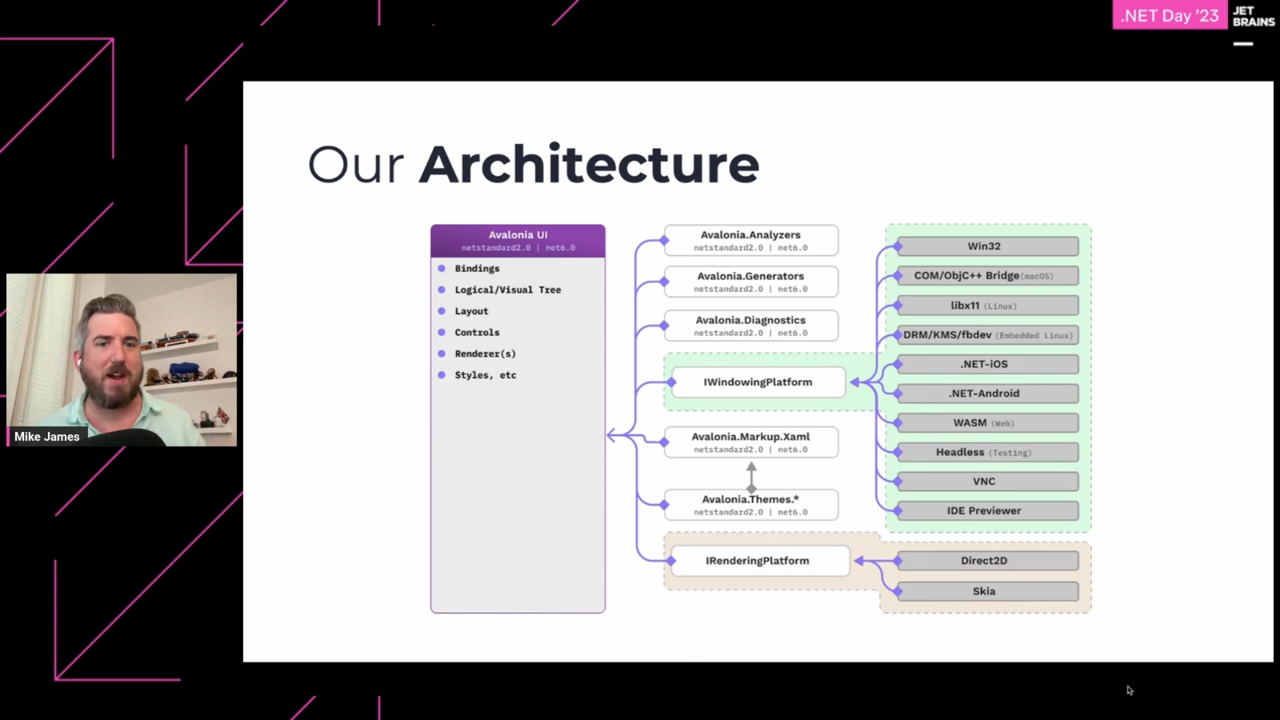 .NET Day '23
JET
BRAINS
Our Architecture
Avalonia UI
netstandard2.0 | net6.0
Bindings
Logical/Visual Tree
Layout
Controls
Renderer(s)
Styles, etc
Avalonia.Analyzers
netstandard2.0 | net6.0
Avalonia.Generators
netstandard2.0 | net6.0
Avalonia.Diagnostics
netstandard2.0 | net6.0
IWindowingPlatform
Avalonia.Markup.Xaml
netstandard2.0 | net6.0
Avalonia.Themes.*
netstandard2.0 | net6.0
IRenderingPlatform
Win32
COM/ObjC++ Bridge(macOS)
libx11 (Linux)
DRM/KMS/fbdev (Embedded Linux)
.NET-iOS
.NET-Android
WASM (Web)
Headless (Testing)
VNC
IDE Previewer
Direct2D
Skia
Mike James